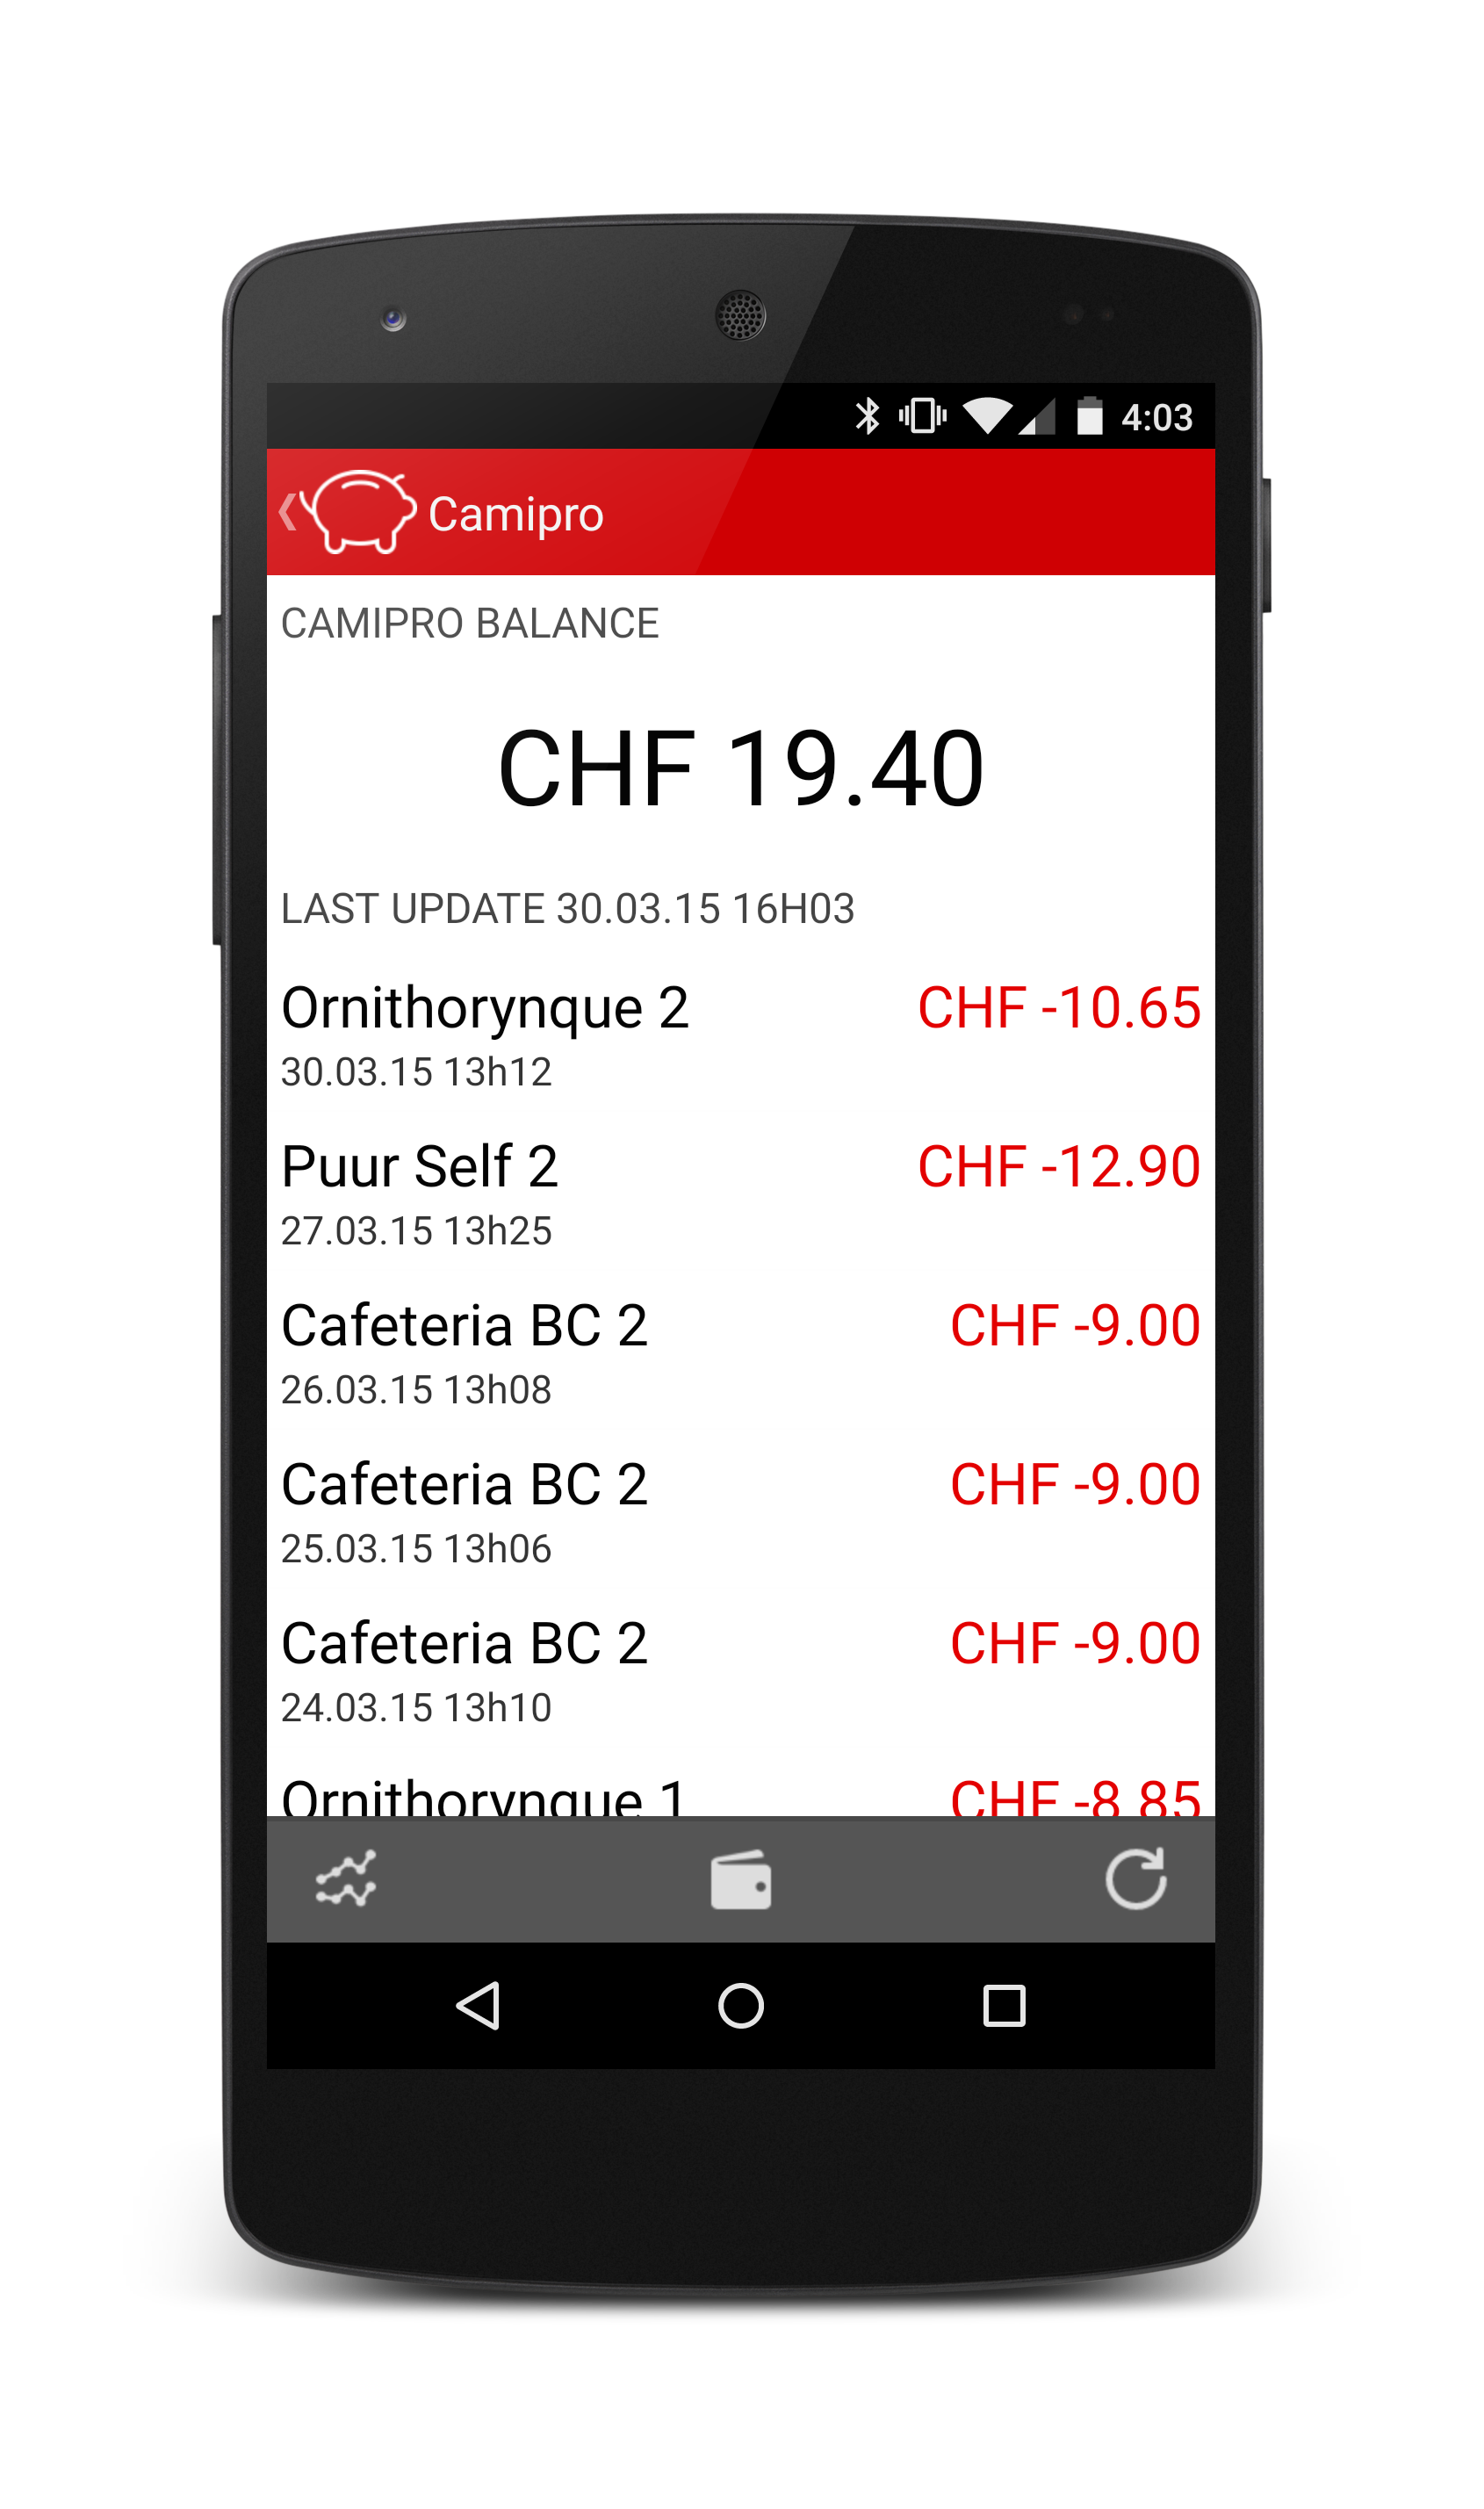 4:03
Camipro
CAMIPRO BALANCE
CHF 19.40
LAST UPDATE 30.03.15 16H03
Ornithorynque 2 CHF -10.65
30.03.15 13h12
Puur Self 2 CHF -12.90
27.03.15 13h25
Cafeteria BC 2 CHF -9.00
26.03.15 13h08
Cafeteria BC 2 CHF -9.00
25.03.15 13h06
Cafeteria BC 2 CHF -9.00
24.03.15 13h10
Ornithorynque 1 CHF -8.85